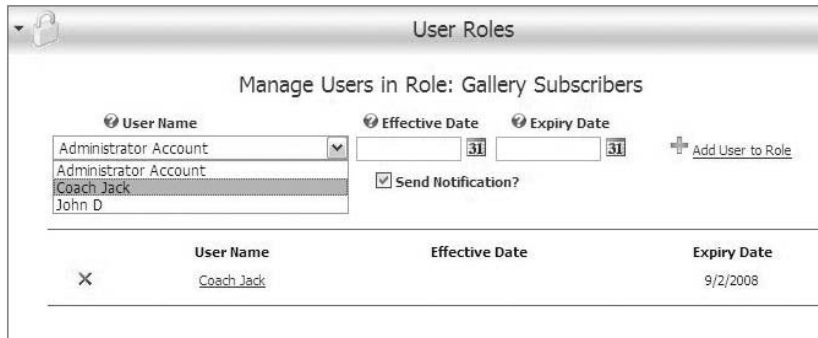 User Roles
Manage Users in Role: Gallery Subscribers
User Name Effective Date Expiry Date
Administrator Account 31 31 Add User to Role
Administrator Account
Coach Jack Send Notification?
John D
User Name Effective Date Expiry Date
Coach Jack 9/2/2008